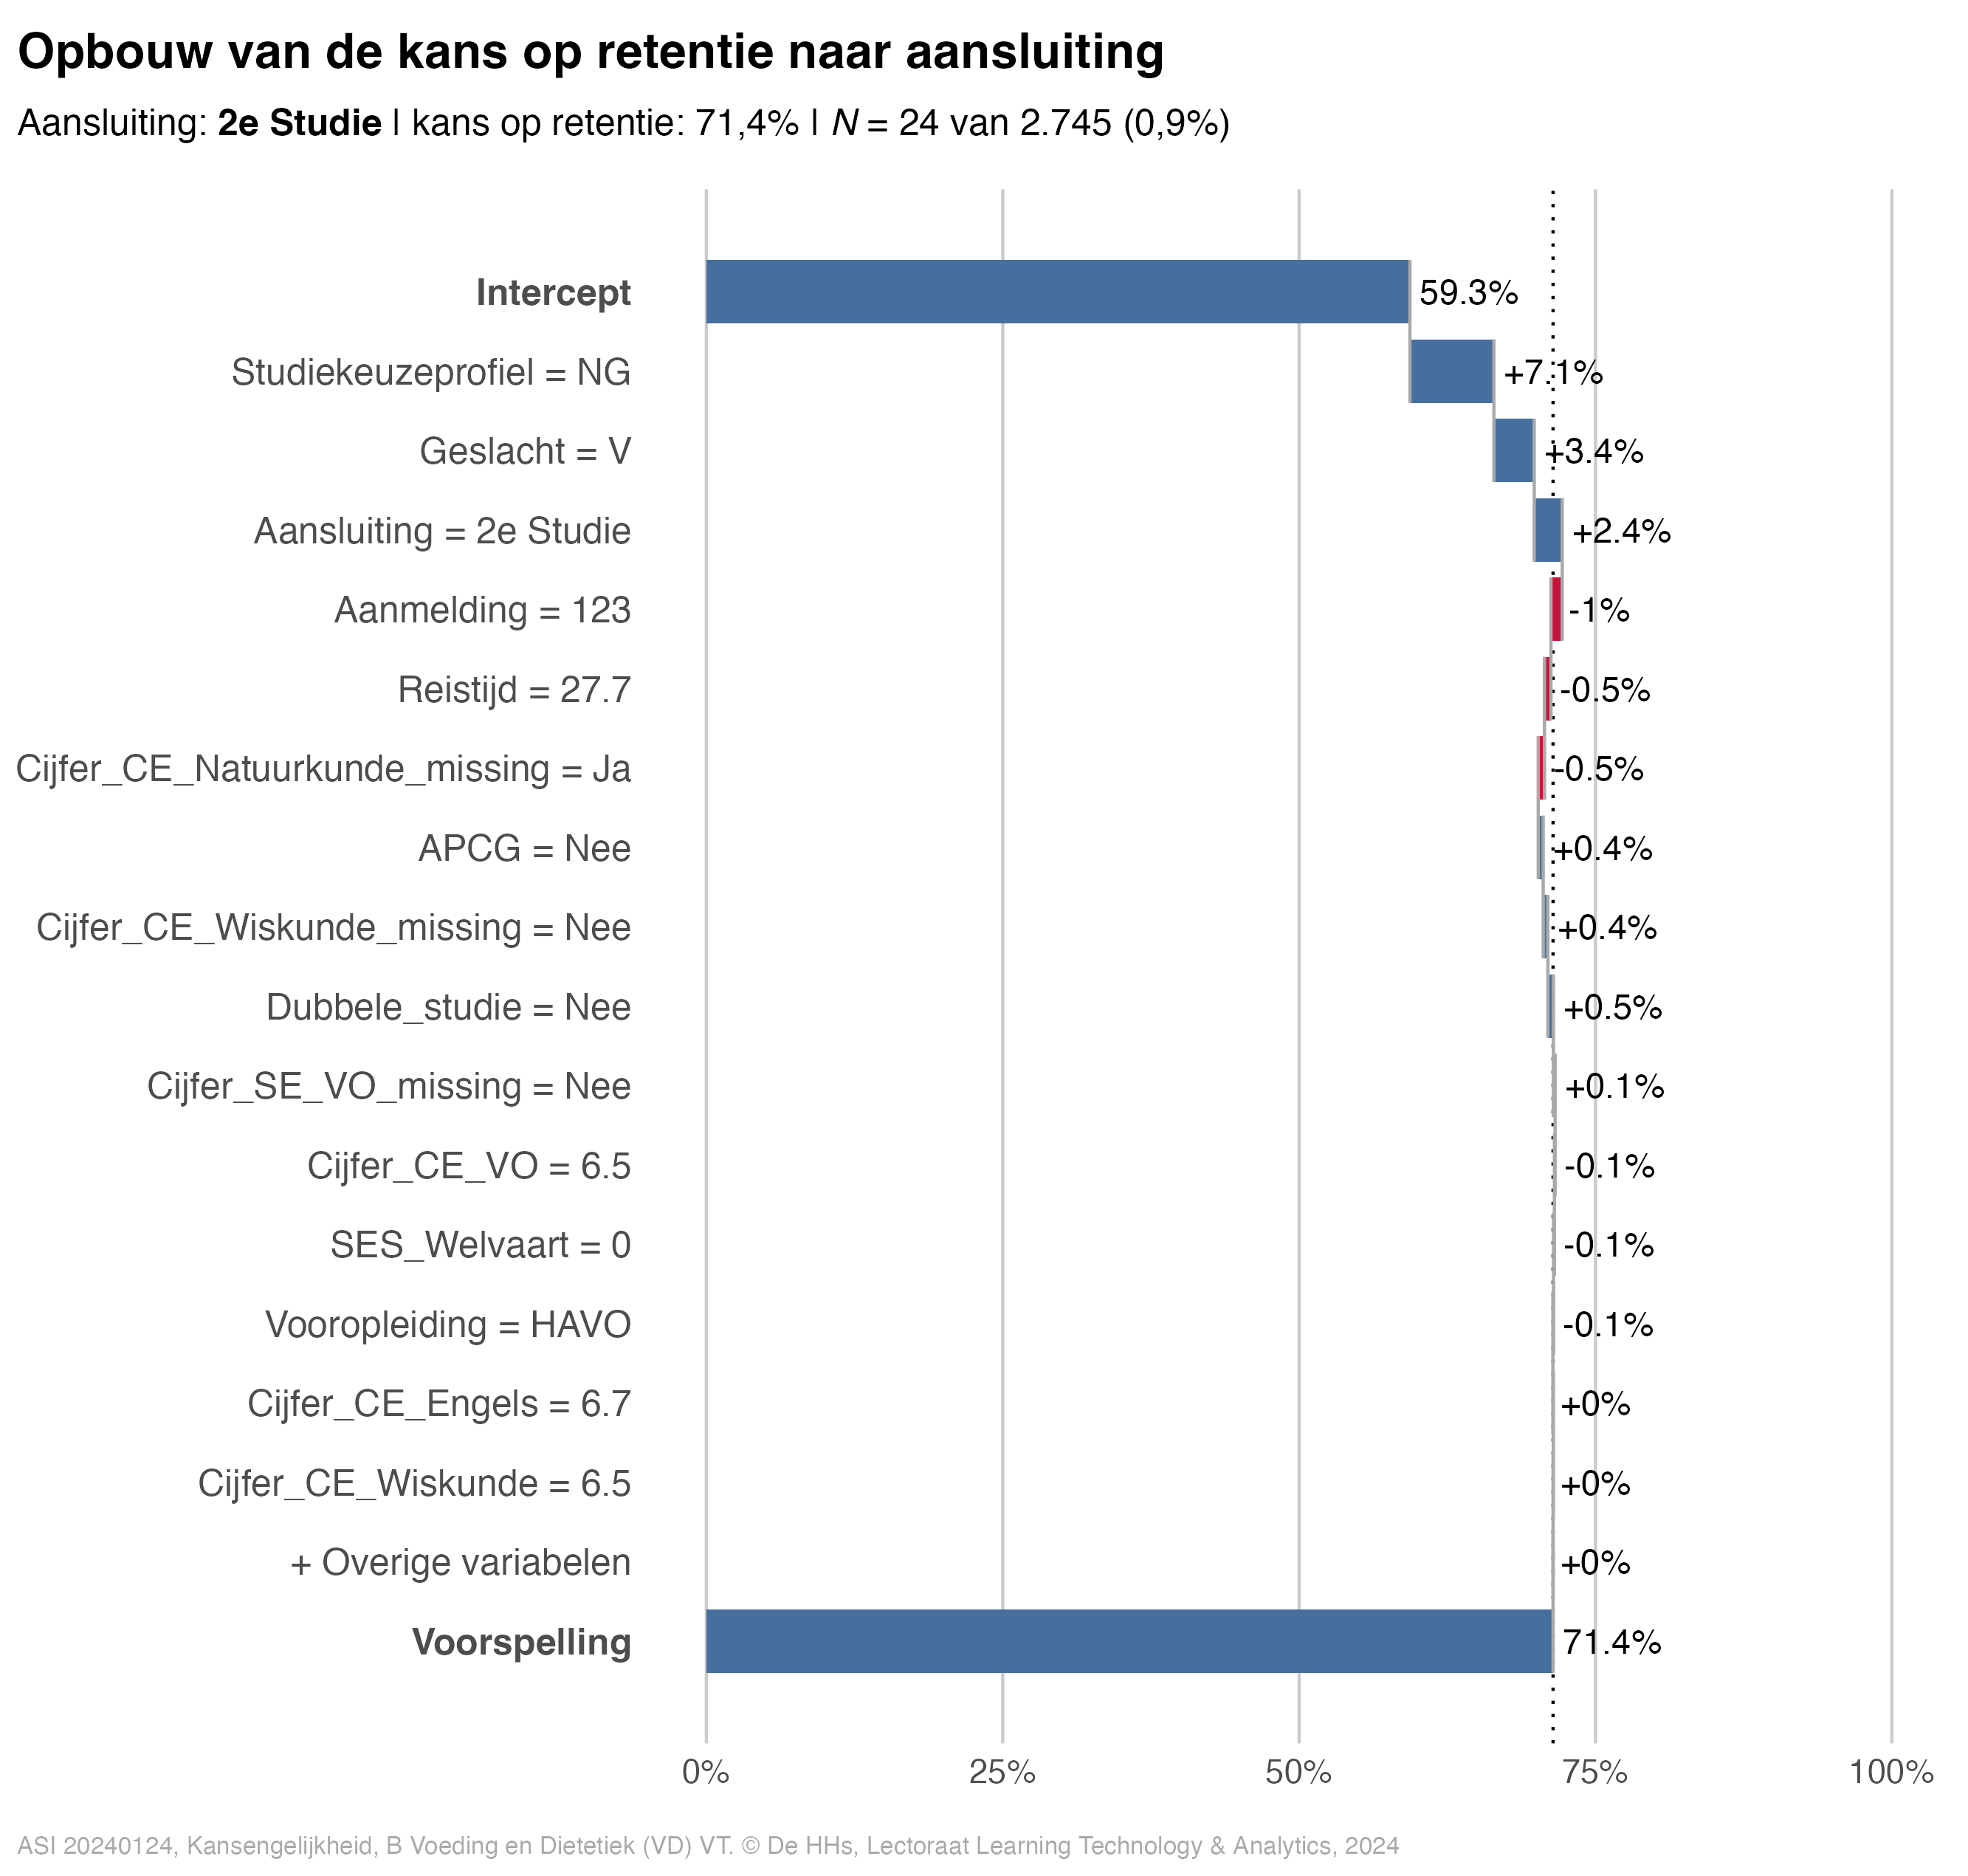 Opbouw van de kans op retentie naar aansluiting
Aansluiting: 2e Studie | kans op retentie: 71,4% | N = 24 van 2.745 (0,9%)
Intercept 59.3%
Studiekeuzeprofiel = NG +7.1%
Geslacht = V +3.4%
Aansluiting = 2e Studie +2.4%
Aanmelding = 123 -1%
Reistijd = 27.7 -0.5%
Cijfer_CE_Natuurkunde_missing = Ja -0.5%
APCG = Nee +0.4%
Cijfer_CE_Wiskunde_missing = Nee +0.4%
Dubbele_studie = Nee +0.5%
Cijfer_SE_VO_missing = Nee +0.1%
Cijfer_CE_VO = 6.5 -0.1%
SES_Welvaart = 0 -0.1%
Vooropleiding = HAVO -0.1%
Cijfer_CE_Engels = 6.7 +0%
Cijfer_CE_Wiskunde = 6.5 +0%
+ Overige variabelen +0%
Voorspelling 71.4%
0% 25% 50% 75% 100%
ASI 20240124, Kansengelijkheid, B Voeding en Dietetiek (VD) VT. © De HHs, Lectoraat Learning Technology & Analytics, 2024